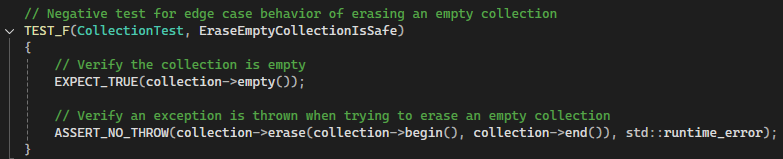 // Negative test for edge case behavior of erasing an empty collection
TEST_F(CollectionTest, EraseEmptyCollectionIsSafe)
{
// Verify the collection is empty
EXPECT_TRUE(collection->empty());
// Verify an exception is thrown when trying to erase an empty collection
ASSERT_NO_THROW(collection->erase(collection->begin(), collection->end()), std::runtime_error);
}